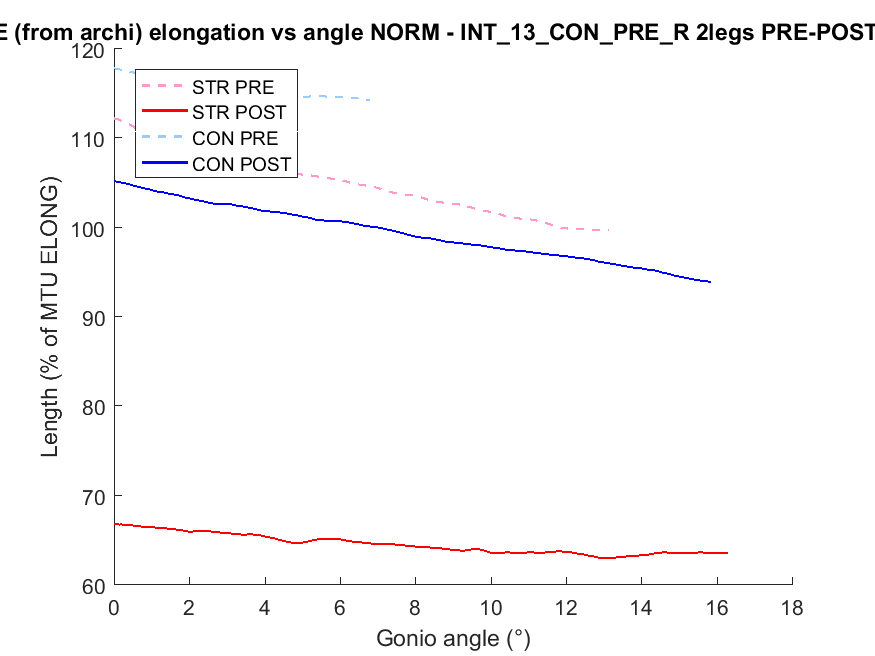 E (from archi) elongation vs angle NORM - INT_13_CON_PRE_R 2legs PRE-POST
120
110
100
90
80
70
60
Length (% of MTU ELONG)
STR PRE
STR POST
CON PRE
CON POST
0 2 4 6 8 10 12 14 16 18
Gonio angle (°)